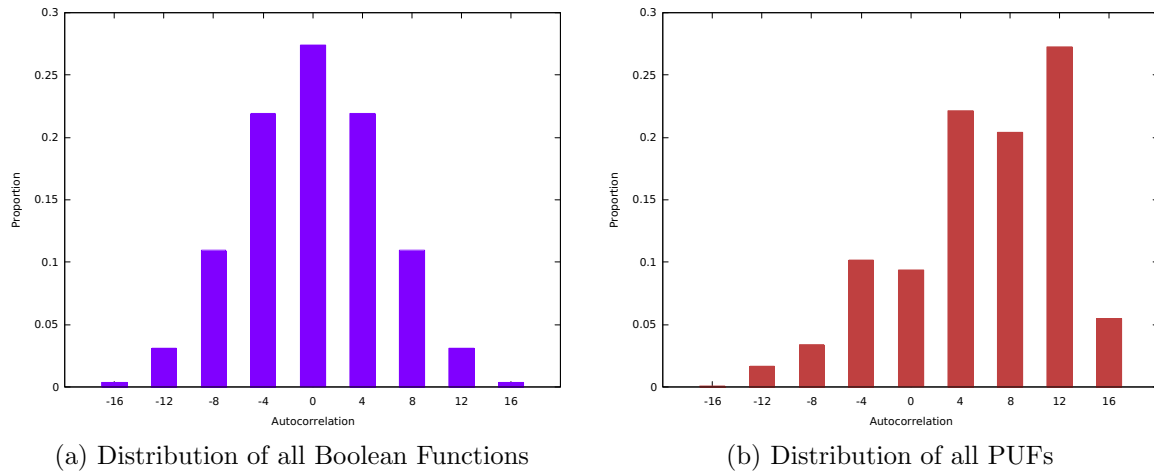 0.3
0.25
0.2
0.15
0.1
0.05
0
Proportion
-16 -12 -8 -4 0 4 8 12 16
Autocorrelation
(a) Distribution of all Boolean Functions
0.3
0.25
0.2
0.15
0.1
0.05
0
Proportion
-16 -12 -8 -4 0 4 8 12 16
Autocorrelation
(b) Distribution of all PUFs